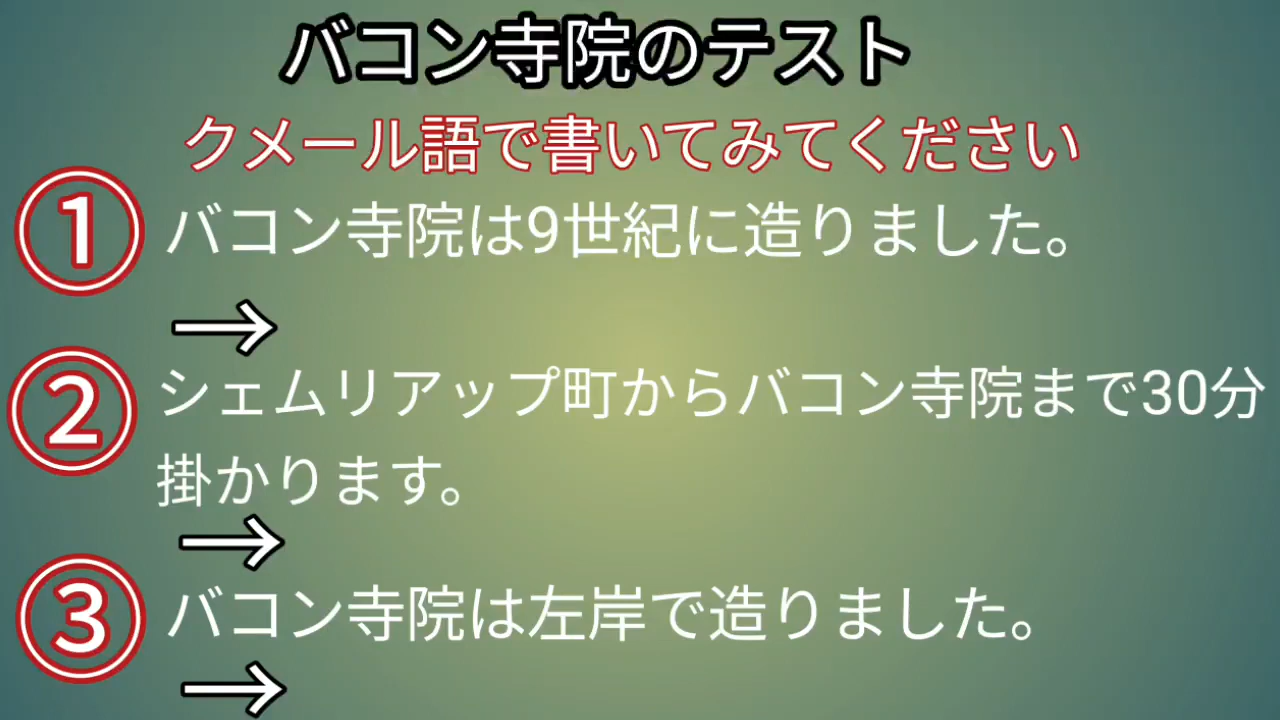 バコン寺院のテスト
クメール語で書いてみてください
① バコン寺院は9世紀に造りました。
→
② シェムリアップ町からバコン寺院まで30分
掛かります。
→
③ バコン寺院は左岸で造りました。
→